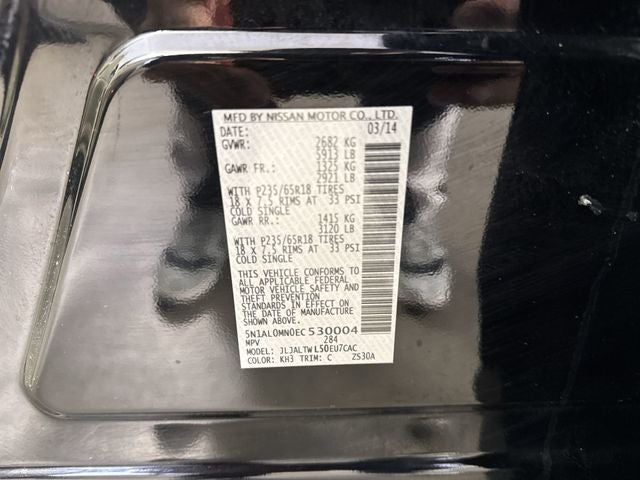 MFD BY NISSAN MOTOR CO., LTD.
DATE: 03/14
GVWR: 2682 KG
5913 LB
GAWR FR.: 1325 KG
2921 LB
WITH P235/65R18 TIRES
18 X 7.5 RIMS AT 33 PSI
COLD SINGLE
GAWR RR.: 1415 KG
3120 LB
WITH P235/65R18 TIRES
18 X 7.5 RIMS AT 33 PSI
COLD SINGLE
THIS VEHICLE CONFORMS TO
ALL APPLICABLE FEDERAL
MOTOR VEHICLE SAFETY AND
THEFT PREVENTION
STANDARDS IN EFFECT ON
THE DATE OF MANUFACTURE
SHOWN ABOVE.
5N1AL0MN0EC530004
MPV 284
MODEL: JLJALTWL50EU7CAC
COLOR: KH3 TRIM: C ZS30A